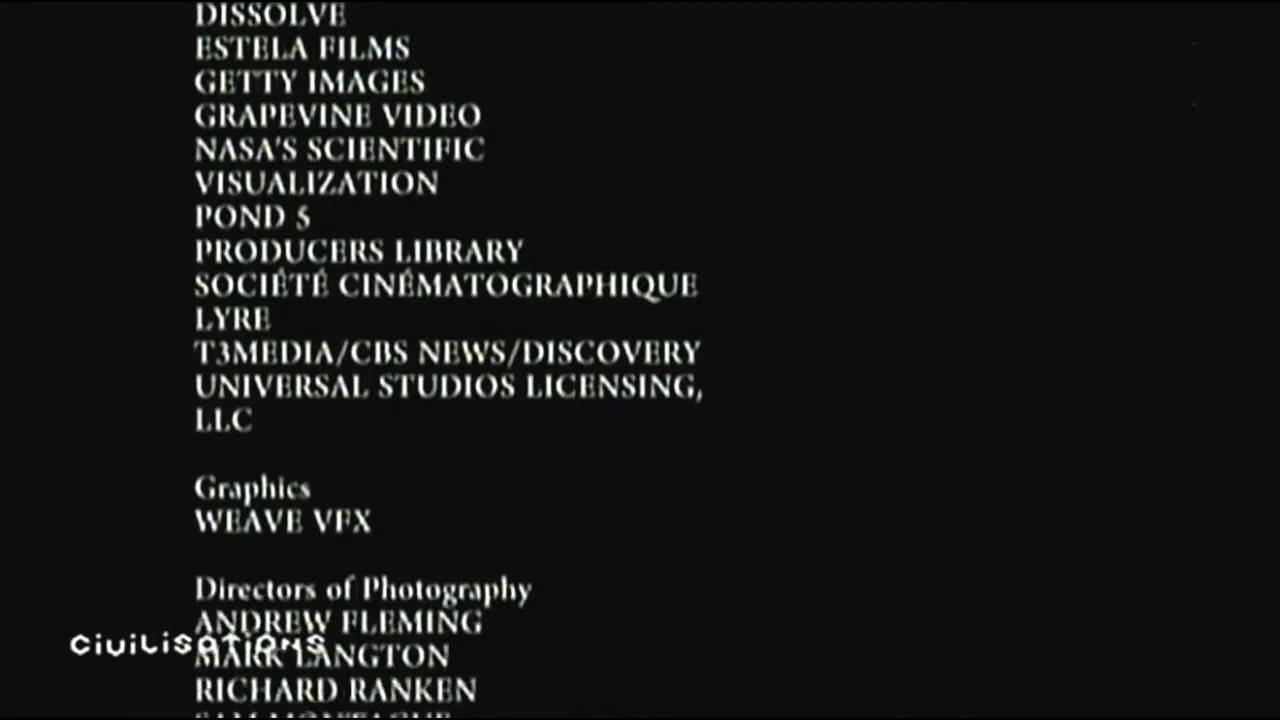 DISSOLVE
ESTELA FILMS
GETTY IMAGES
GRAPEVINE VIDEO
NASA'S SCIENTIFIC
VISUALIZATION
POND 5
PRODUCERS LIBRARY
SOCIÉTÉ CINÉMATOGRAPHIQUE
LYRE
T3MEDIA/CBS NEWS/DISCOVERY
UNIVERSAL STUDIOS LICENSING,
LLC
Graphics
WEAVE VFX
Directors of Photography
ANDREW FLEMING
civilisations
MARK LANGTON
RICHARD RANKEN